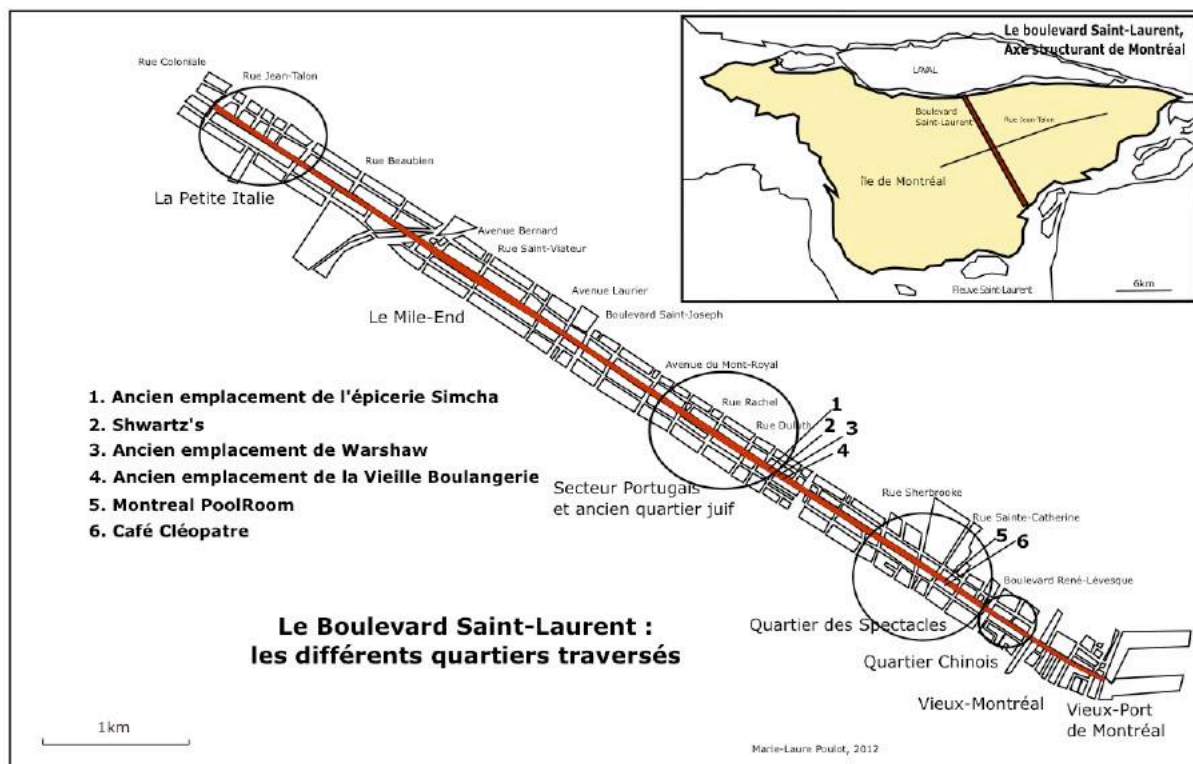 Le boulevard Saint-Laurent,
Axe structurant de Montréal
LAVAL
Boulevard
Saint-Laurent
Rue Jean-Talon
Île de Montréal
Fleuve Saint-Laurent
6km
Rue Coloniale
Rue Jean-Talon
Rue Beaubien
La Petite Italie
Avenue Bernard
Rue Saint-Viateur
Avenue Laurier
Le Mile-End
Boulevard Saint-Joseph
Avenue du Mont-Royal
Rue Rachel
Rue Duluth
1
2
3
4
1. Ancien emplacement de l'épicerie Simcha
2. Shwartz's
3. Ancien emplacement de Warshaw
4. Ancien emplacement de la Vieille Boulangerie
5. Montreal PoolRoom
6. Café Cléopatre
Secteur Portugais
et ancien quartier juif
Rue Sherbrooke
Rue Sainte-Catherine
5
6
Boulevard René-Lévesque
Quartier des Spectacles
Quartier Chinois
Vieux-Montréal
Vieux-Port
de Montréal
Le Boulevard Saint-Laurent :
les différents quartiers traversés
1km
Marie-Laure Poulot, 2012